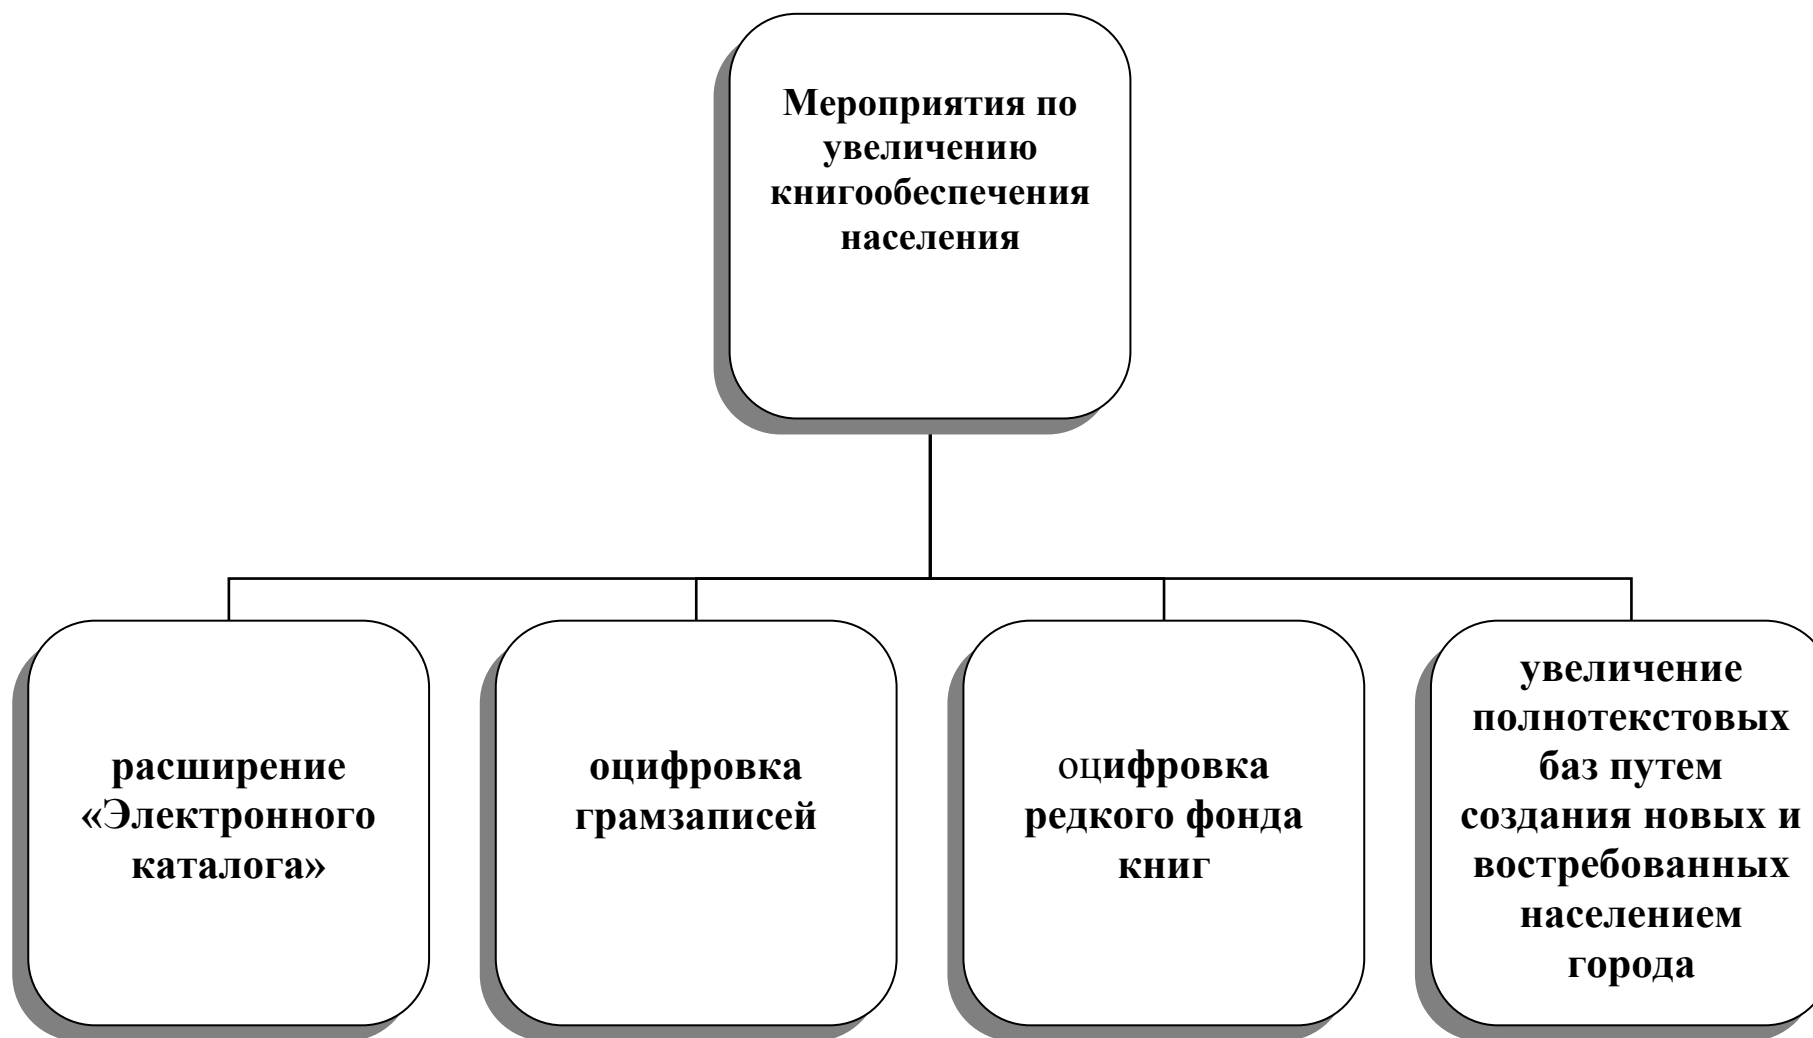 Мероприятия по
увеличению
книгообеспечения
населения
расширение
«Электронного
каталога»
оцифровка
грамзаписей
оцифровка
редкого фонда
книг
увеличение
полнотекстовых
баз путем
создания новых и
востребованных
населением
города